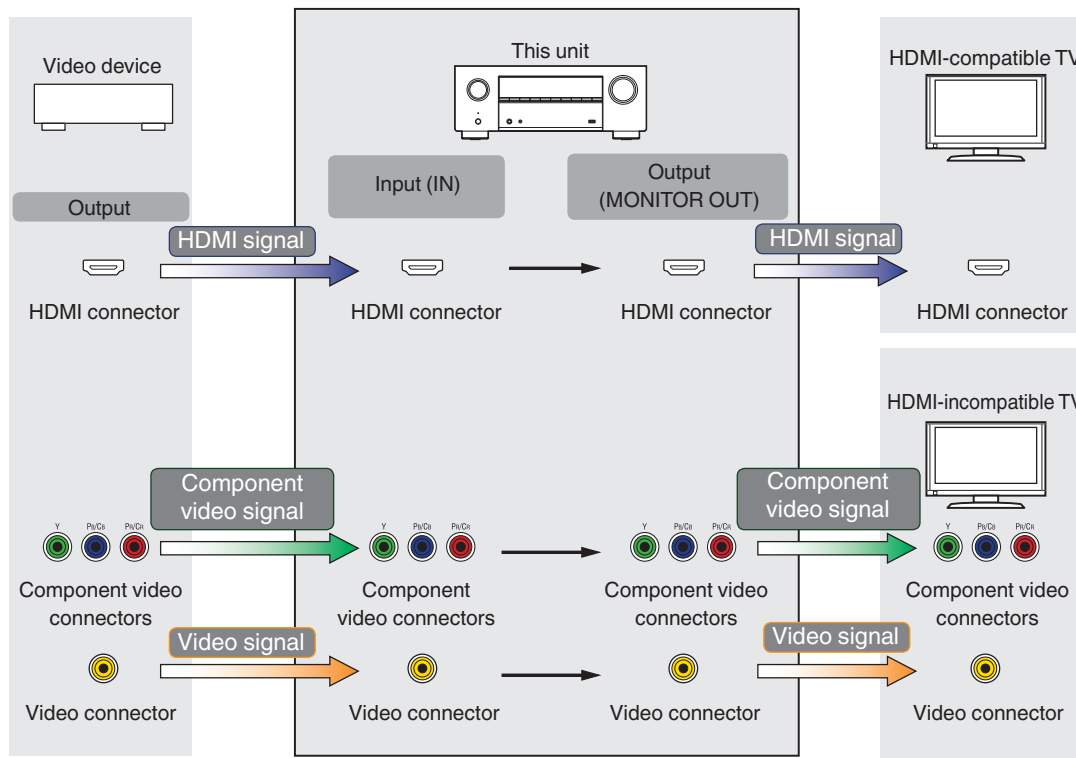 Video device
This unit
HDMI-compatible TV
Input (IN)
Output
(MONITOR OUT)
Output
HDMI signal
HDMI signal
HDMI connector
HDMI connector
HDMI connector
HDMI connector
HDMI-incompatible TV
Component
video signal
Component
video signal
Y PB/CB PR/CR
Y PB/CB PR/CR
Y PB/CB PR/CR
Y PB/CB PR/CR
Component video
connectors
Component
video connectors
Component video
connectors
Component video
connectors
Video signal
Video signal
Video connector
Video connector
Video connector
Video connector